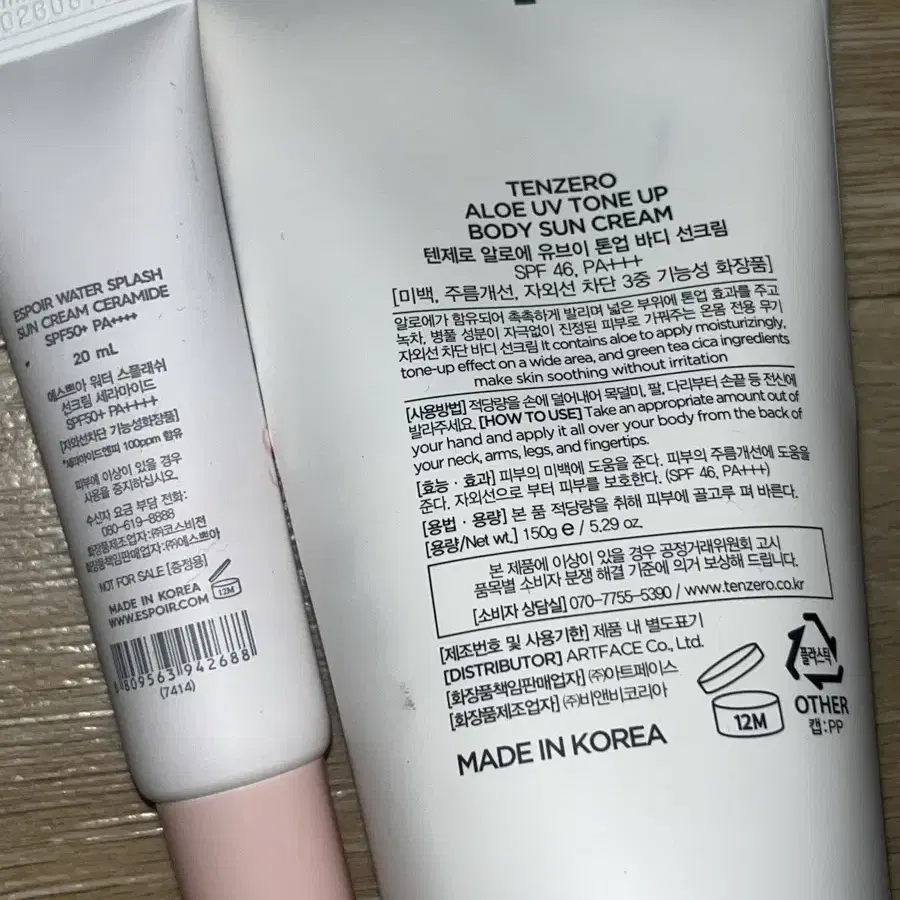 ESPOIR WATER SPLASH
SUN CREAM CERAMIDE
SPF50+ PA++++
20 mL
에스쁘아 워터 스플래쉬
선크림 세라마이드
SPF50+ PA++++
[자외선차단 기능성화장품]
*세라마이드엔피 100ppm 함유
피부에 이상이 있을 경우
사용을 중지하십시오.
수신자 요금 부담 전화:
080-619-8888
화장품제조업자:㈜코스비전
화장품책임판매업자:㈜에스쁘아
NOT FOR SALE [증정용]
MADE IN KOREA
WWW.ESPOIR.COM
12M
8 809563 942688
(7414)
TENZERO
ALOE UV TONE UP
BODY SUN CREAM
텐제로 알로에 유브이 톤업 바디 선크림
SPF 46, PA+++
[미백, 주름개선, 자외선 차단 3중 기능성 화장품]
알로에가 함유되어 촉촉하게 발리며 넓은 부위에 톤업 효과를 주고
녹차, 병풀 성분이 자극없이 진정된 피부로 가꿔주는 온몸 전용 무기
자외선 차단 바디 선크림 It contains aloe to apply moisturizingly,
tone-up effect on a wide area, and green tea cica ingredients
make skin soothing without irritation
[사용방법] 적당량을 손에 덜어내어 목덜미, 팔, 다리부터 손끝 등 전신에
발라주세요. [HOW TO USE] Take an appropriate amount out of
your hand and apply it all over your body from the back of
your neck, arms, legs, and fingertips.
[효능 · 효과] 피부의 미백에 도움을 준다. 피부의 주름개선에 도움을
준다. 자외선으로 부터 피부를 보호한다. (SPF 46, PA+++)
[용법 · 용량] 본 품 적당량을 취해 피부에 골고루 펴 바른다.
[용량/Net wt.] 150g ℮ / 5.29 oz.
본 제품에 이상이 있을 경우 공정거래위원회 고시
품목별 소비자 분쟁 해결 기준에 의거 보상해 드립니다.
[소비자 상담실] 070-7755-5390 / www.tenzero.co.kr
[제조번호 및 사용기한] 제품 내 별도표기
[DISTRIBUTOR] ARTFACE Co., Ltd.
[화장품책임판매업자] ㈜아트페이스
[화장품제조업자] ㈜비앤비코리아
MADE IN KOREA
12M
플라스틱
OTHER
캡:PP